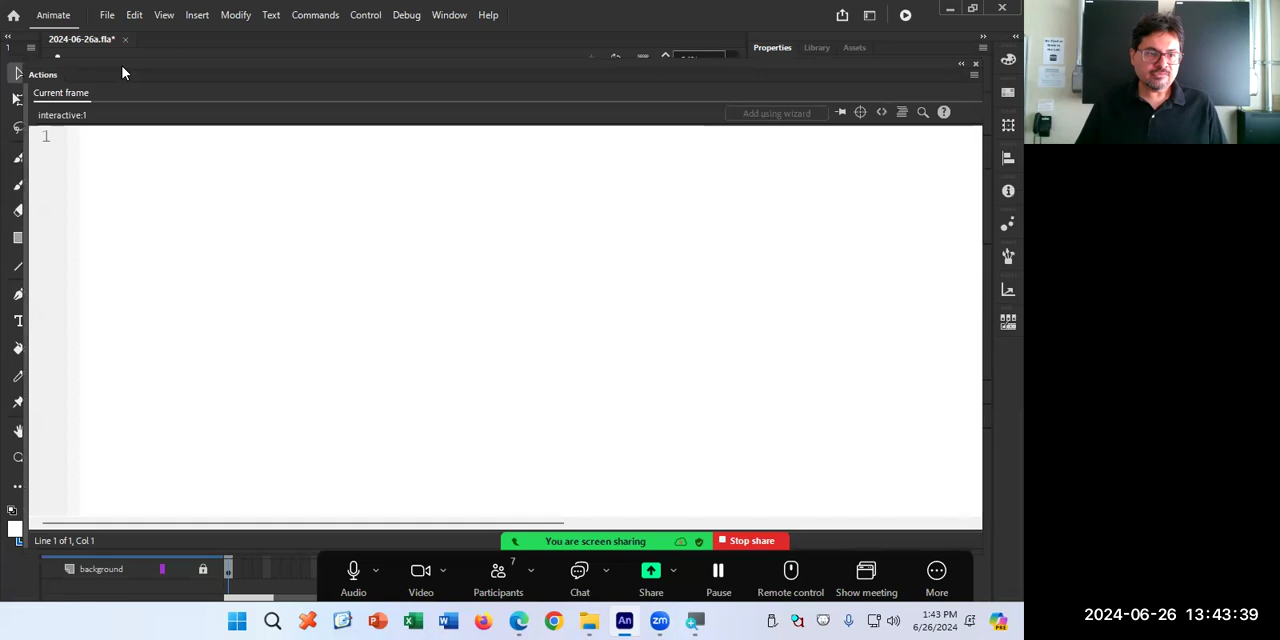 Animate File Edit View Insert Modify Text Commands Control Debug Window Help
2024-06-26a.fla* ×
Properties Library Assets
Actions
Current frame
interactive:1
Add using wizard
1
Line 1 of 1, Col 1
You are screen sharing Stop share
background
7
Audio Video Participants Chat Share Pause Remote control Show meeting More
1:43 PM
6/26/2024
2024-06-26 13:43:39